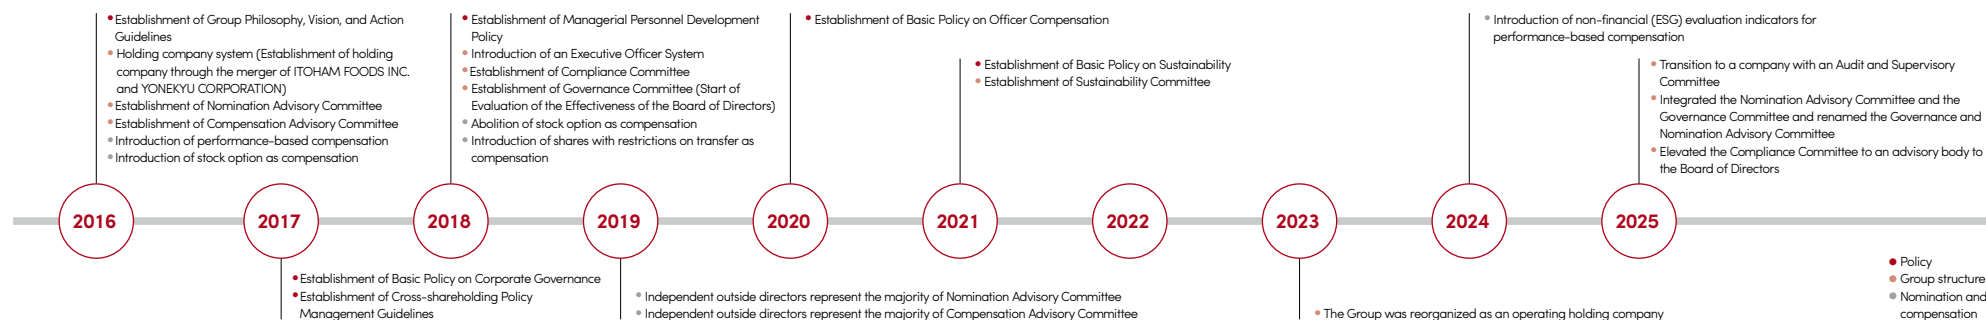 • Establishment of Group Philosophy, Vision, and Action
Guidelines
• Holding company system (Establishment of holding
company through the merger of ITOHAM FOODS INC.
and YONEKYU CORPORATION)
• Establishment of Nomination Advisory Committee
• Establishment of Compensation Advisory Committee
• Introduction of performance-based compensation
• Introduction of stock option as compensation
• Establishment of Managerial Personnel Development
Policy
• Introduction of an Executive Officer System
• Establishment of Compliance Committee
• Establishment of Governance Committee (Start of
Evaluation of the Effectiveness of the Board of Directors)
• Abolition of stock option as compensation
• Introduction of shares with restrictions on transfer as
compensation
• Establishment of Basic Policy on Officer Compensation
• Establishment of Basic Policy on Sustainability
• Establishment of Sustainability Committee
• Introduction of non-financial (ESG) evaluation indicators for
performance-based compensation
• Transition to a company with an Audit and Supervisory
Committee
• Integrated the Nomination Advisory Committee and the
Governance Committee and renamed the Governance and
Nomination Advisory Committee
• Elevated the Compliance Committee to an advisory body to
the Board of Directors
2016
2017
2018
2019
2020
2021
2022
2023
2024
2025
• Establishment of Basic Policy on Corporate Governance
• Establishment of Cross-shareholding Policy
Management Guidelines
• Independent outside directors represent the majority of Nomination Advisory Committee
• Independent outside directors represent the majority of Compensation Advisory Committee
• The Group was reorganized as an operating holding company
● Policy
● Group structure
● Nomination and
compensation